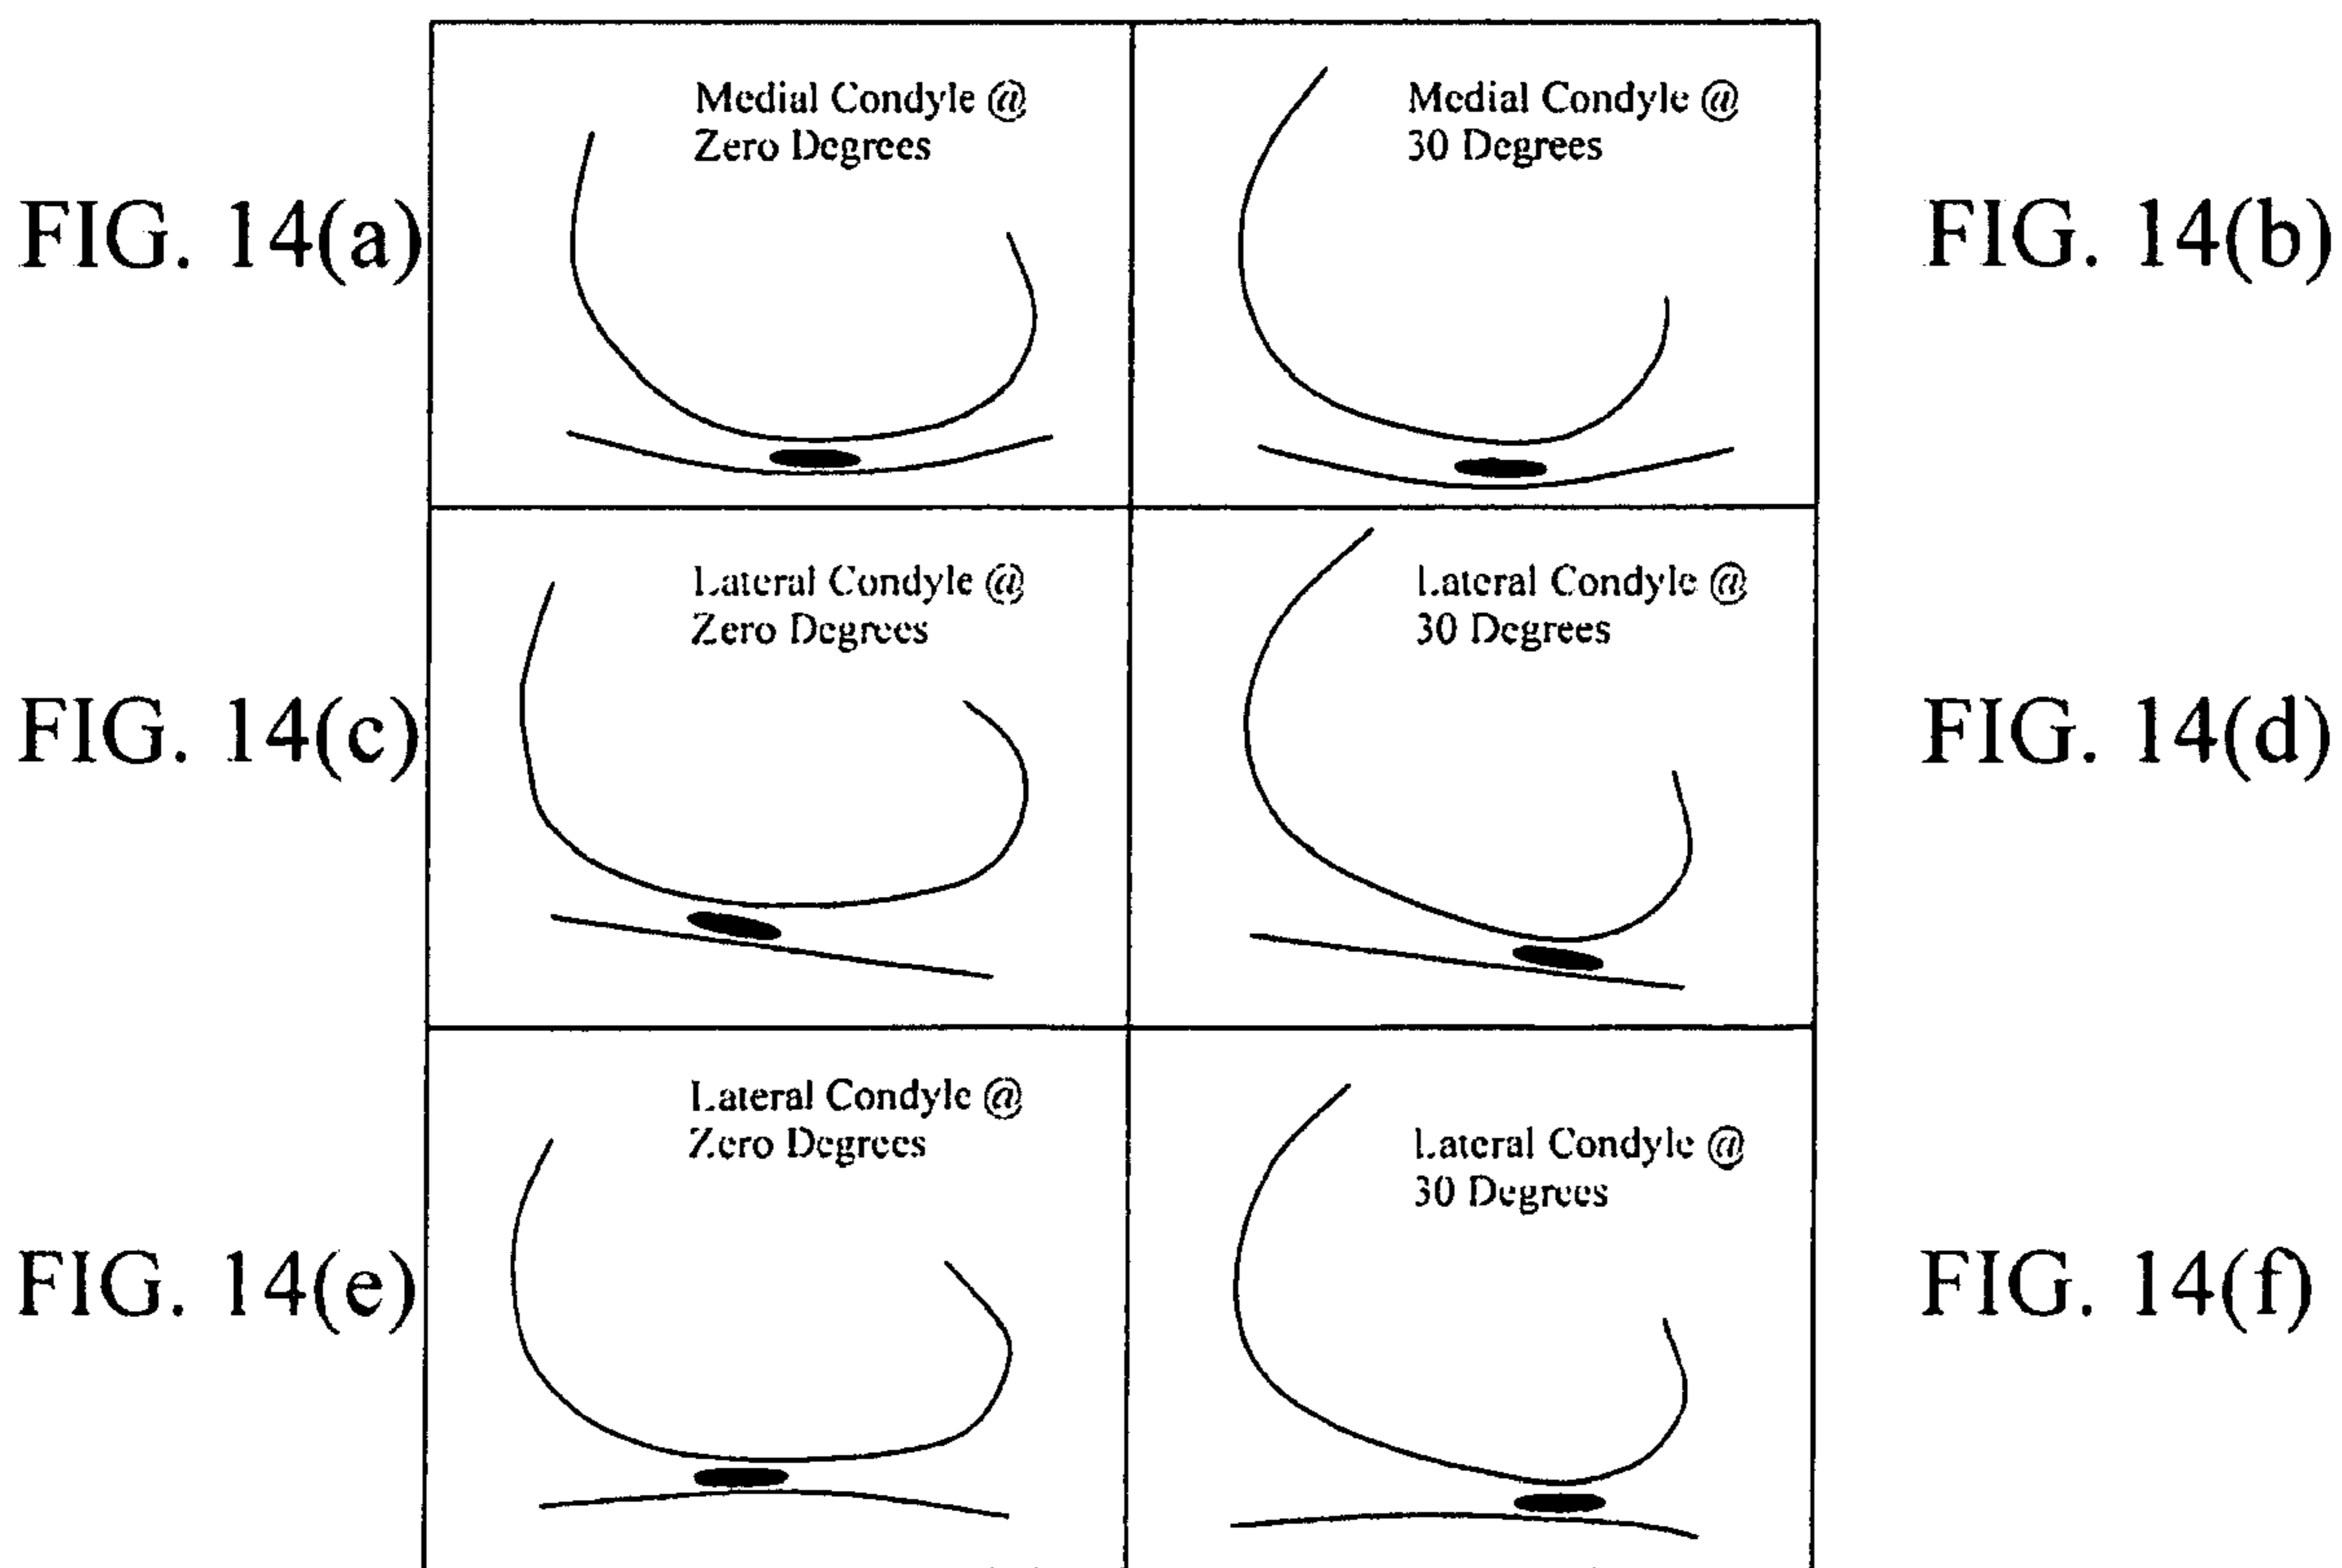 FIG. 14(a)
Medial Condyle @
Zero Degrees
Medial Condyle @
30 Degrees
FIG. 14(b)
FIG. 14(c)
Lateral Condyle @
Zero Degrees
Lateral Condyle @
30 Degrees
FIG. 14(d)
FIG. 14(e)
Lateral Condyle @
Zero Degrees
Lateral Condyle @
30 Degrees
FIG. 14(f)